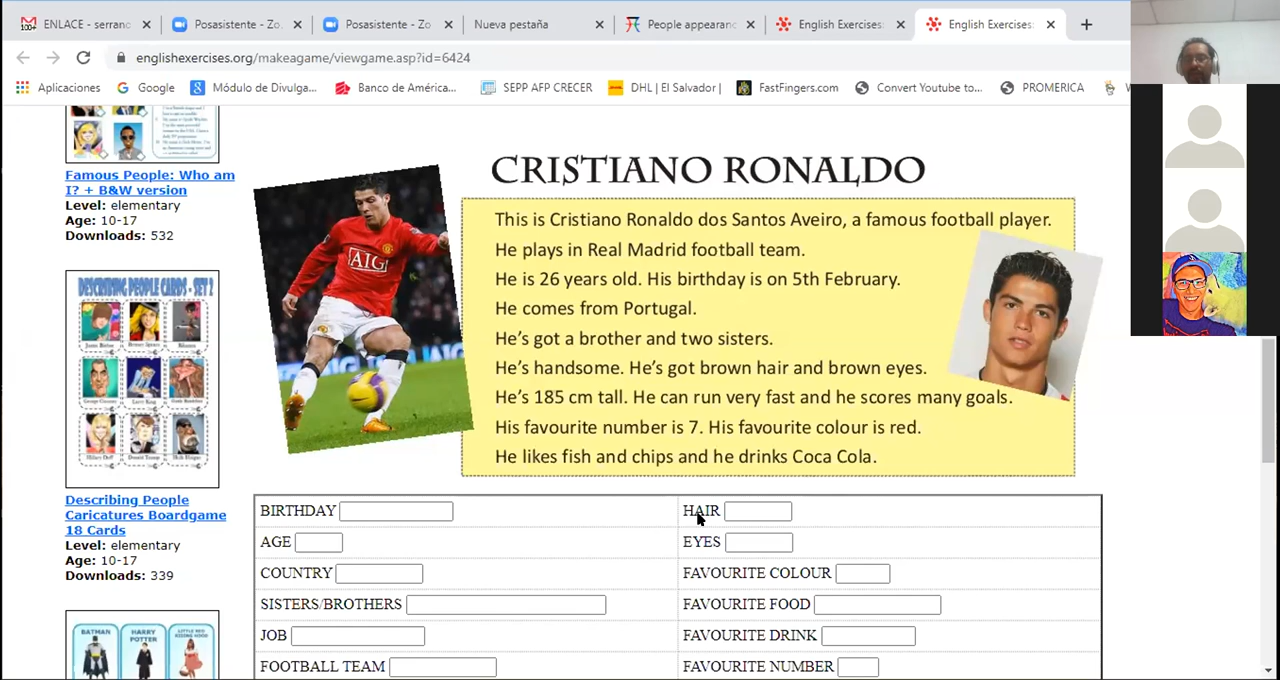 ENLACE - serrano
Posasistente - Zo
Posasistente - Zo
Nueva pestaña
People appearanc
English Exercises:
English Exercises:
englishexercises.org/makeagame/viewgame.asp?id=6424
Aplicaciones
Google
Módulo de Divulga...
Banco de América...
SEPP AFP CRECER
DHL | El Salvador |
FastFingers.com
Convert Youtube to...
PROMERICA
Famous People: Who am
I? + B&W version
Level: elementary
Age: 10-17
Downloads: 532
DESCRIBING PEOPLE CARDS - SET 2
Describing People
Caricatures Boardgame
18 Cards
Level: elementary
Age: 10-17
Downloads: 339
BATMAN
HARRY
POTTER
CRISTIANO RONALDO
AIG
This is Cristiano Ronaldo dos Santos Aveiro, a famous football player.
He plays in Real Madrid football team.
He is 26 years old. His birthday is on 5th February.
He comes from Portugal.
He's got a brother and two sisters.
He's handsome. He's got brown hair and brown eyes.
He's 185 cm tall. He can run very fast and he scores many goals.
His favourite number is 7. His favourite colour is red.
He likes fish and chips and he drinks Coca Cola.
BIRTHDAY
HAIR
AGE
EYES
COUNTRY
FAVOURITE COLOUR
SISTERS/BROTHERS
FAVOURITE FOOD
JOB
FAVOURITE DRINK
FOOTBALL TEAM
FAVOURITE NUMBER